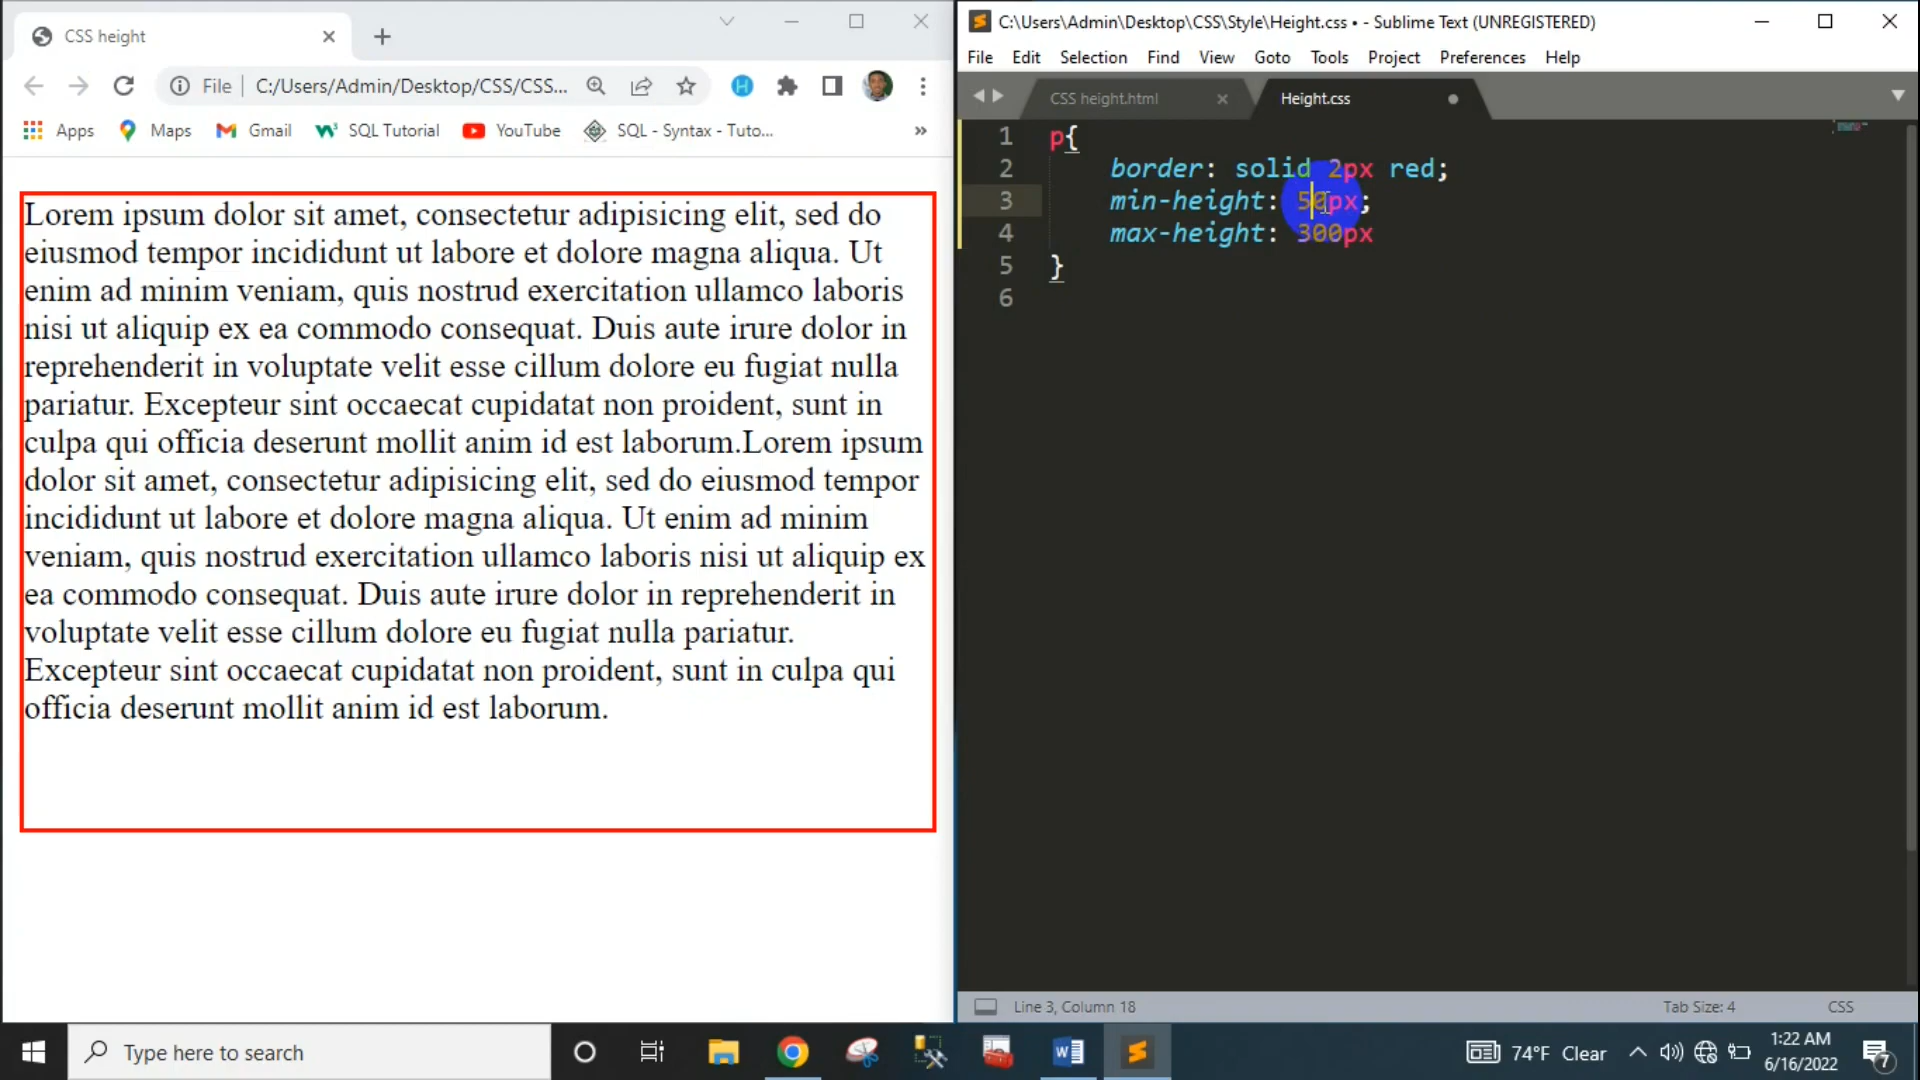 CSS height
File
C:/Users/Admin/Desktop/CSS/CSS...
Apps
Maps
Gmail
SQL Tutorial
YouTube
SQL - Syntax - Tuto...
»
Lorem ipsum dolor sit amet, consectetur adipisicing elit, sed do
eiusmod tempor incididunt ut labore et dolore magna aliqua. Ut
enim ad minim veniam, quis nostrud exercitation ullamco laboris
nisi ut aliquip ex ea commodo consequat. Duis aute irure dolor in
reprehenderit in voluptate velit esse cillum dolore eu fugiat nulla
pariatur. Excepteur sint occaecat cupidatat non proident, sunt in
culpa qui officia deserunt mollit anim id est laborum.Lorem ipsum
dolor sit amet, consectetur adipisicing elit, sed do eiusmod tempor
incididunt ut labore et dolore magna aliqua. Ut enim ad minim
veniam, quis nostrud exercitation ullamco laboris nisi ut aliquip ex
ea commodo consequat. Duis aute irure dolor in reprehenderit in
voluptate velit esse cillum dolore eu fugiat nulla pariatur.
Excepteur sint occaecat cupidatat non proident, sunt in culpa qui
officia deserunt mollit anim id est laborum.
C:\Users\Admin\Desktop\CSS\Style\Height.css • - Sublime Text (UNREGISTERED)
File Edit Selection Find View Goto Tools Project Preferences Help
CSS height.html
Height.css
1 p{
2 border: solid 2px red;
3 min-height: 50px;
4 max-height: 300px
5 }
6
Line 3, Column 18
Tab Size: 4
CSS
Type here to search
74°F Clear
1:22 AM
6/16/2022
7